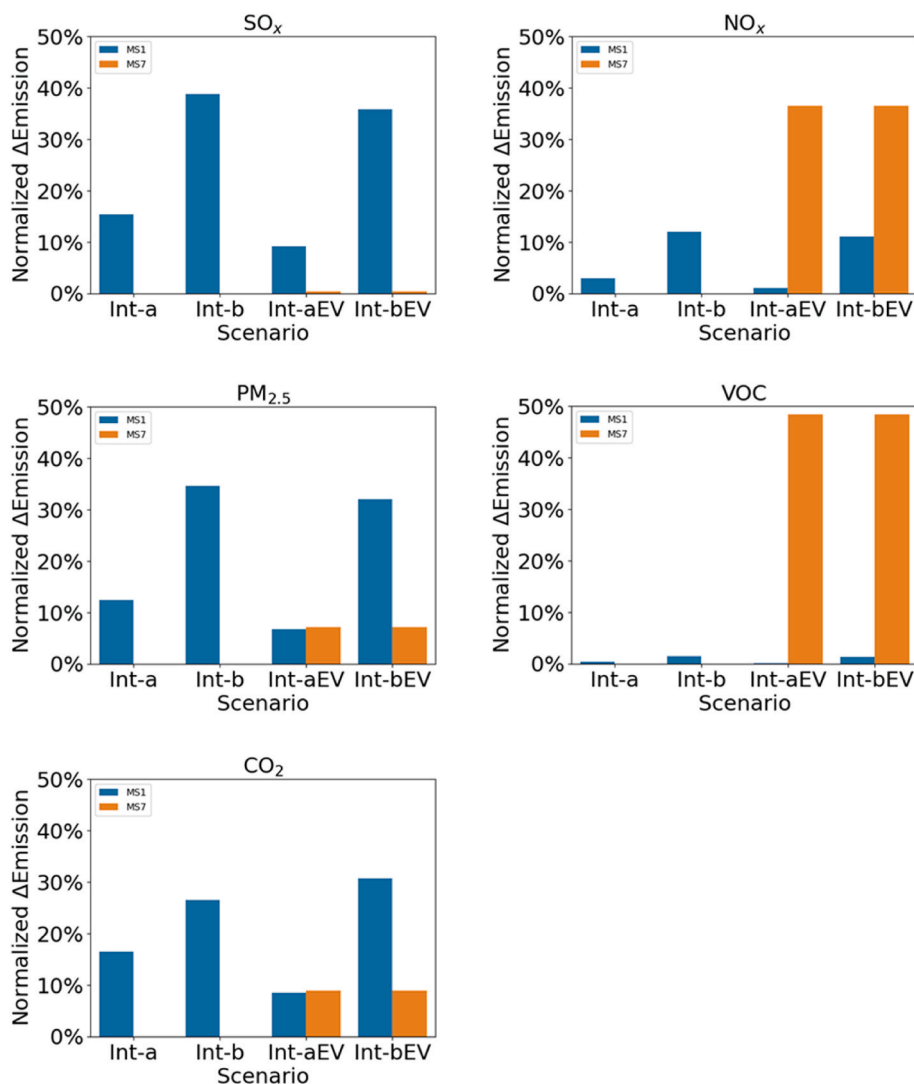 SOₓ
Normalized ΔEmission
50%
40%
30%
20%
10%
0%
MS1
MS7
Int-a Int-b Int-aEV Int-bEV
Scenario
NOₓ
Normalized ΔEmission
50%
40%
30%
20%
10%
0%
MS1
MS7
Int-a Int-b Int-aEV Int-bEV
Scenario
PM₂.₅
Normalized ΔEmission
50%
40%
30%
20%
10%
0%
MS1
MS7
Int-a Int-b Int-aEV Int-bEV
Scenario
VOC
Normalized ΔEmission
50%
40%
30%
20%
10%
0%
MS1
MS7
Int-a Int-b Int-aEV Int-bEV
Scenario
CO₂
Normalized ΔEmission
50%
40%
30%
20%
10%
0%
MS1
MS7
Int-a Int-b Int-aEV Int-bEV
Scenario